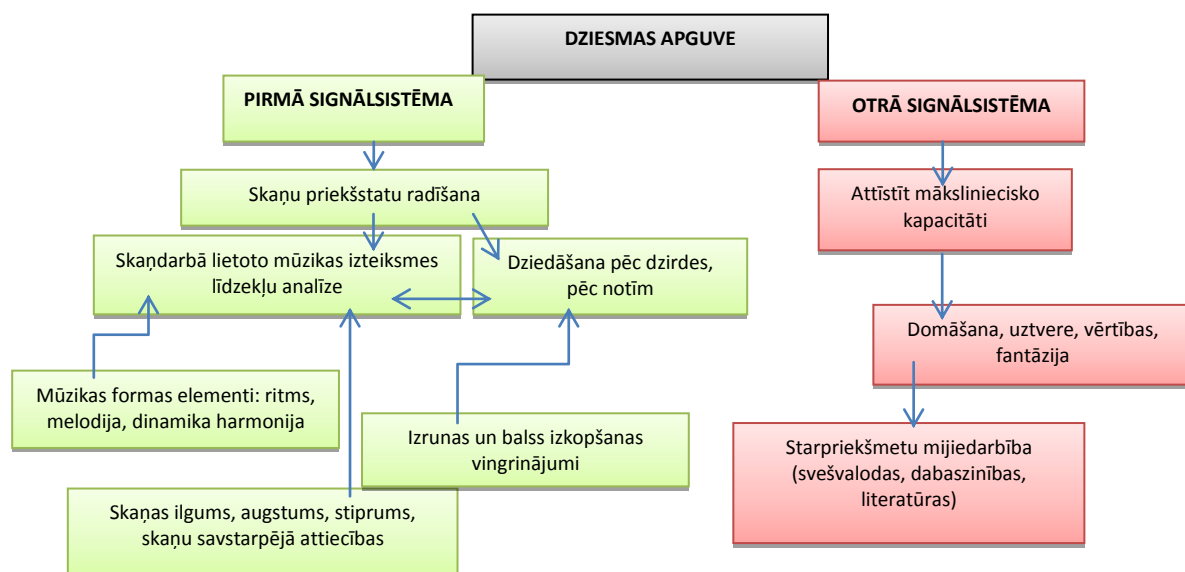 DZIESMAS APGUVE
PIRMĀ SIGNĀLSISTĒMA
OTRĀ SIGNĀLSISTĒMA
Skaņu priekšstatu radīšana
Attīstīt māksliniecisko
kapacitāti
Skaņdarbā lietoto mūzikas izteiksmes
līdzekļu analīze
Dziedāšana pēc dzirdes,
pēc notīm
Domāšana, uztvere, vērtības,
fantāzija
Mūzikas formas elementi: ritms,
melodija, dinamika harmonija
Izrunas un balss izkopšanas
vingrinājumi
Starpriekšmetu mijiedarbība
(svešvalodas, dabaszinības,
literatūras)
Skaņas ilgums, augstums, stiprums,
skaņu savstarpējā attiecības